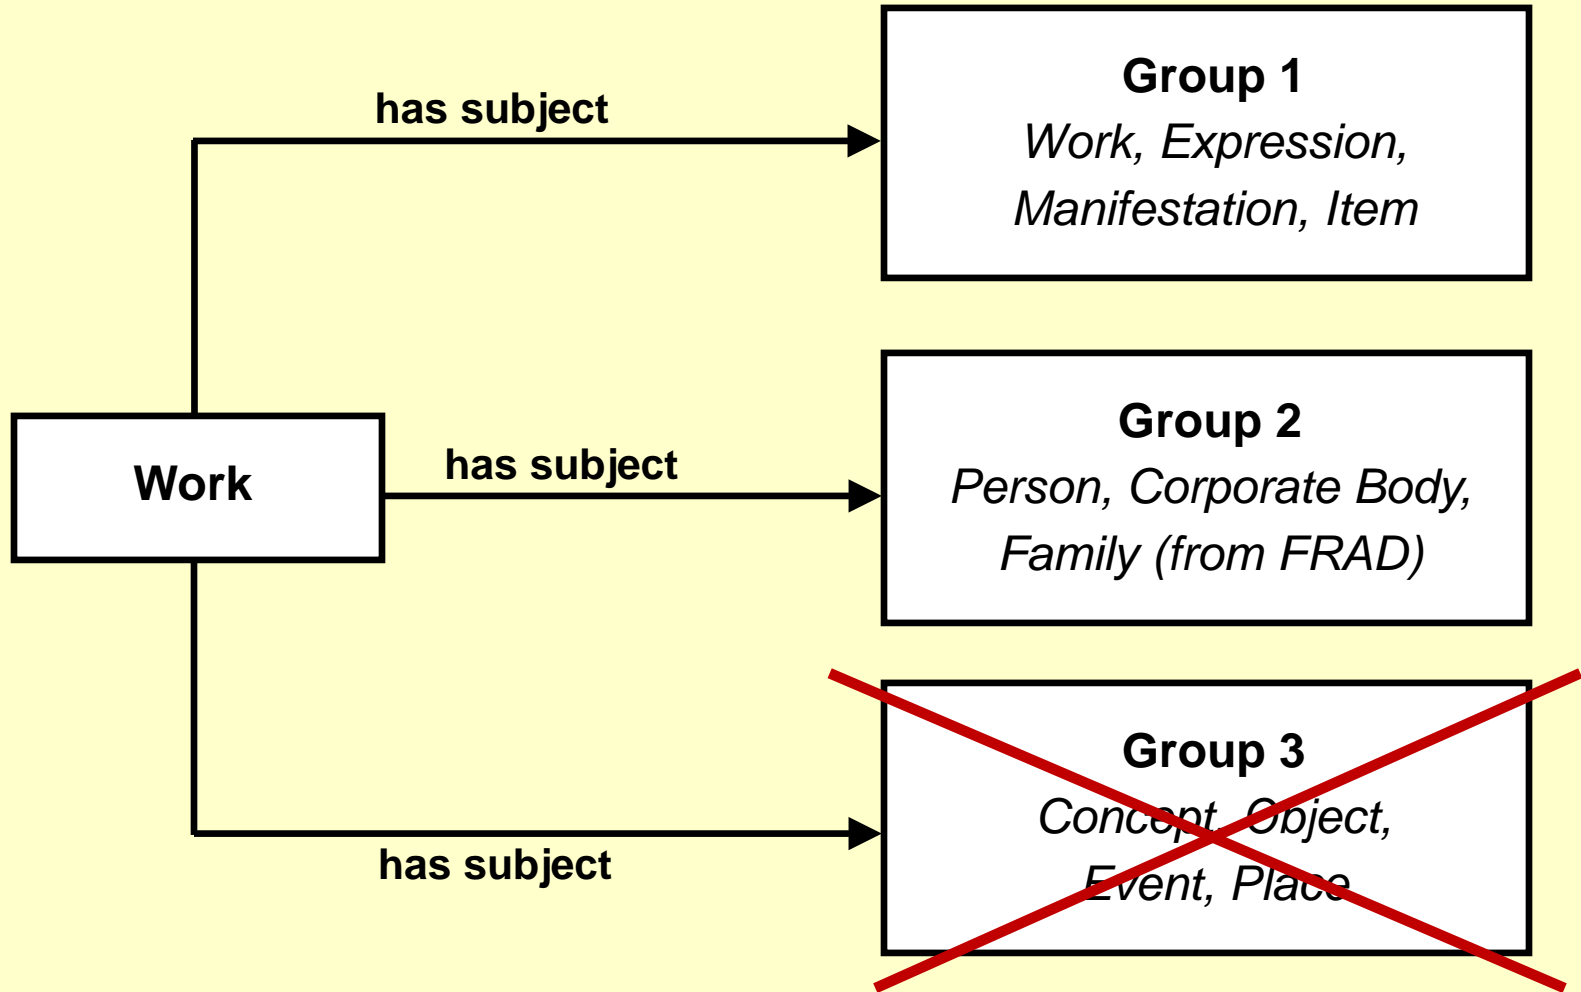 has subject
Group 1
Work, Expression,
Manifestation, Item
Work
has subject
Group 2
Person, Corporate Body,
Family (from FRAD)
has subject
Group 3
Concept, Object,
Event, Place